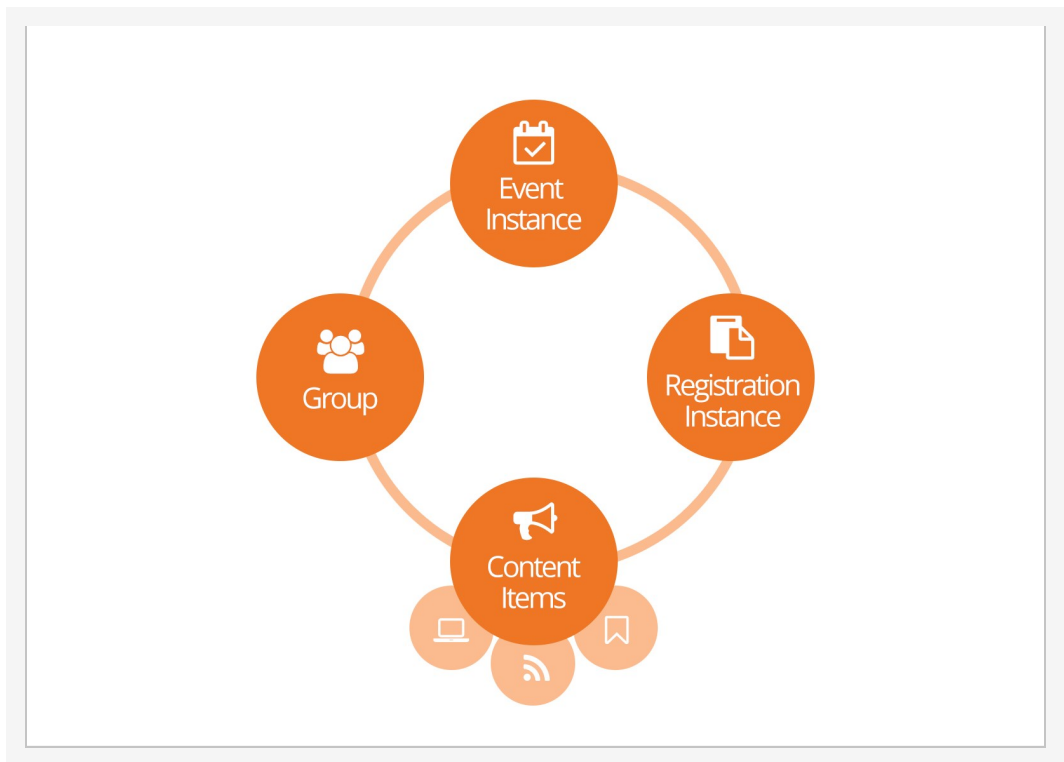 Event
Instance
Group
Registration
Instance
Content
Items